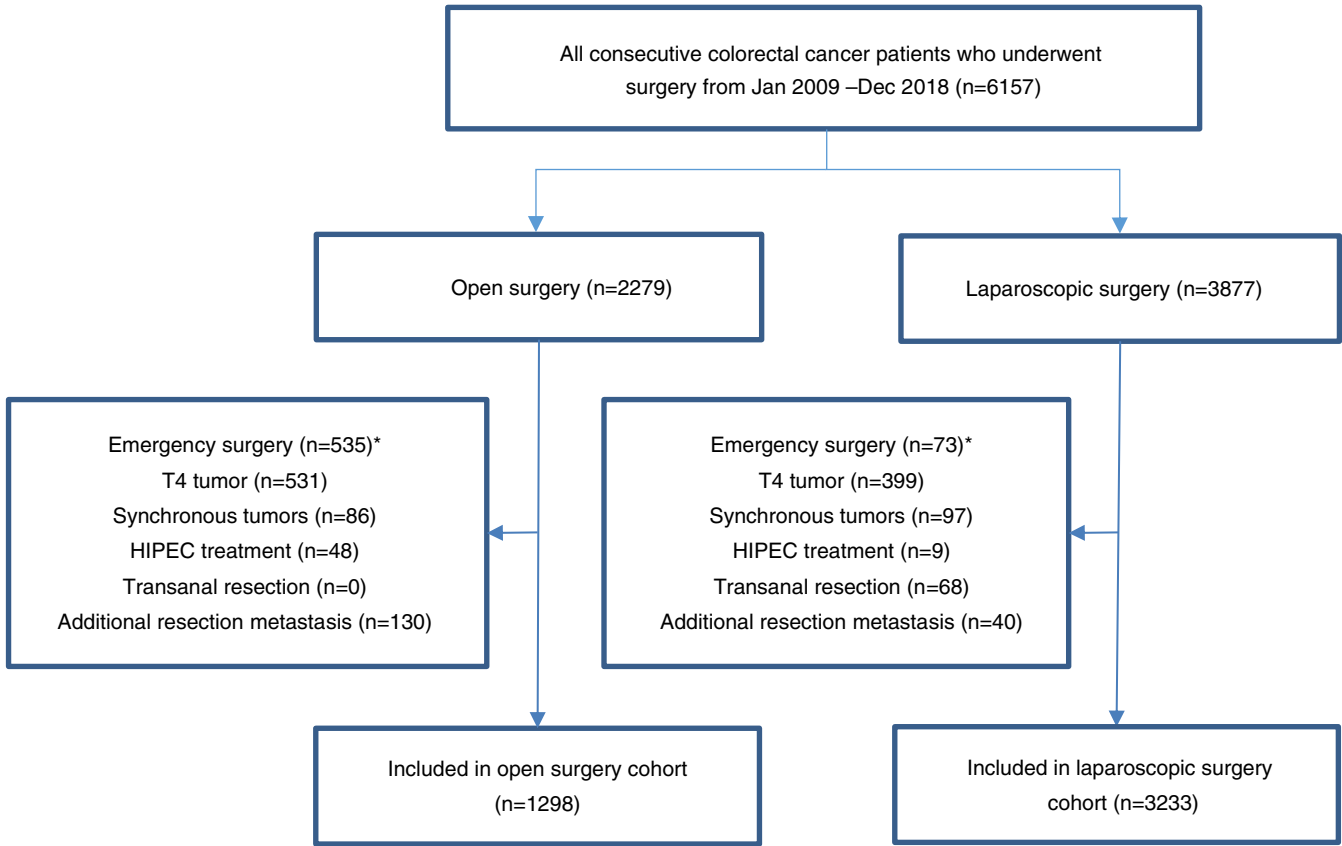 All consecutive colorectal cancer patients who underwent
surgery from Jan 2009 –Dec 2018 (n=6157)
Open surgery (n=2279)
Laparoscopic surgery (n=3877)
Emergency surgery (n=535)*
T4 tumor (n=531)
Synchronous tumors (n=86)
HIPEC treatment (n=48)
Transanal resection (n=0)
Additional resection metastasis (n=130)
Emergency surgery (n=73)*
T4 tumor (n=399)
Synchronous tumors (n=97)
HIPEC treatment (n=9)
Transanal resection (n=68)
Additional resection metastasis (n=40)
Included in open surgery cohort
(n=1298)
Included in laparoscopic surgery
cohort (n=3233)